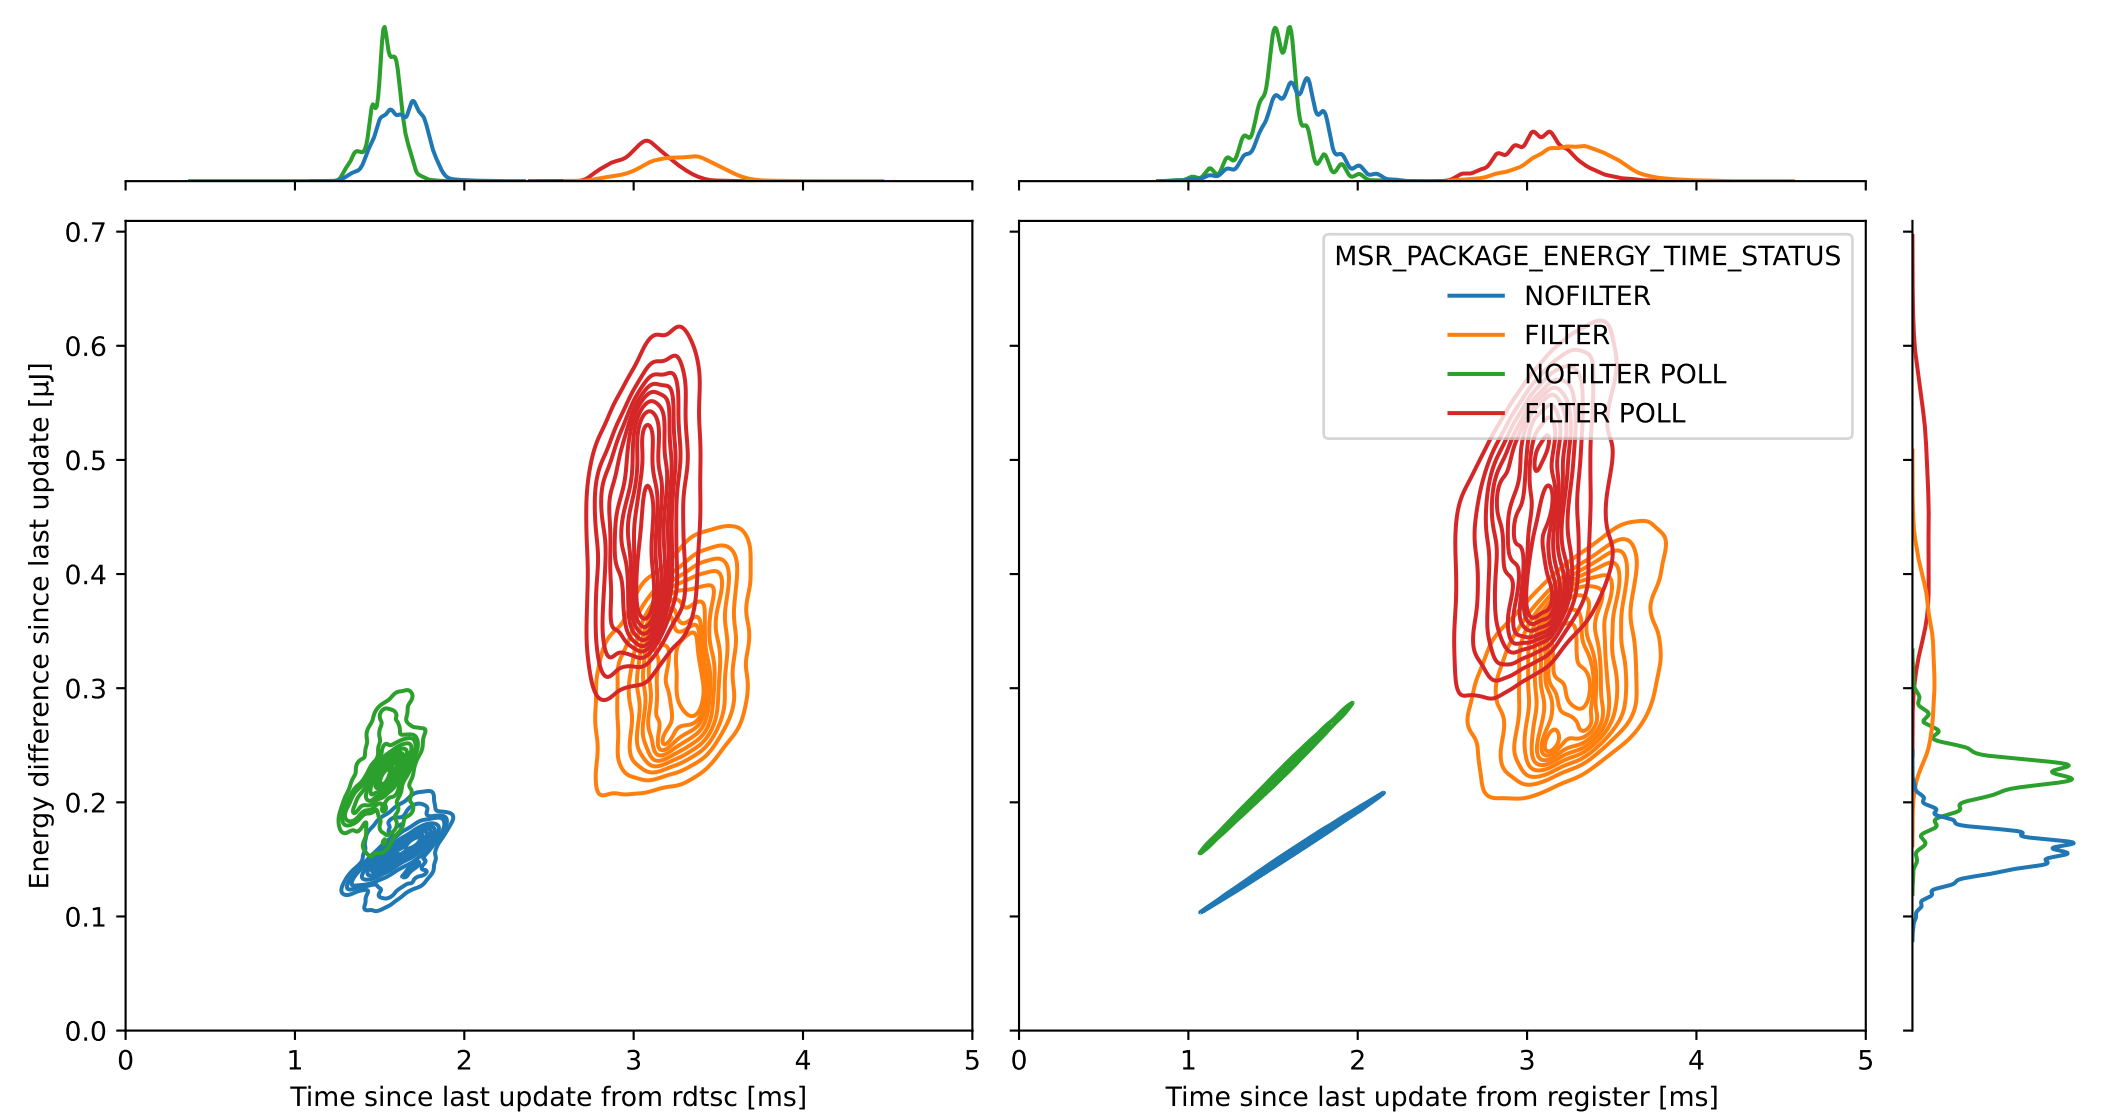 0.7
0.6
0.5
0.4
0.3
0.2
0.1
0.0
Energy difference since last update [µJ]
0 1 2 3 4 5
Time since last update from rdtsc [ms]
MSR_PACKAGE_ENERGY_TIME_STATUS
NOFILTER
FILTER
NOFILTER POLL
FILTER POLL
0 1 2 3 4 5
Time since last update from register [ms]